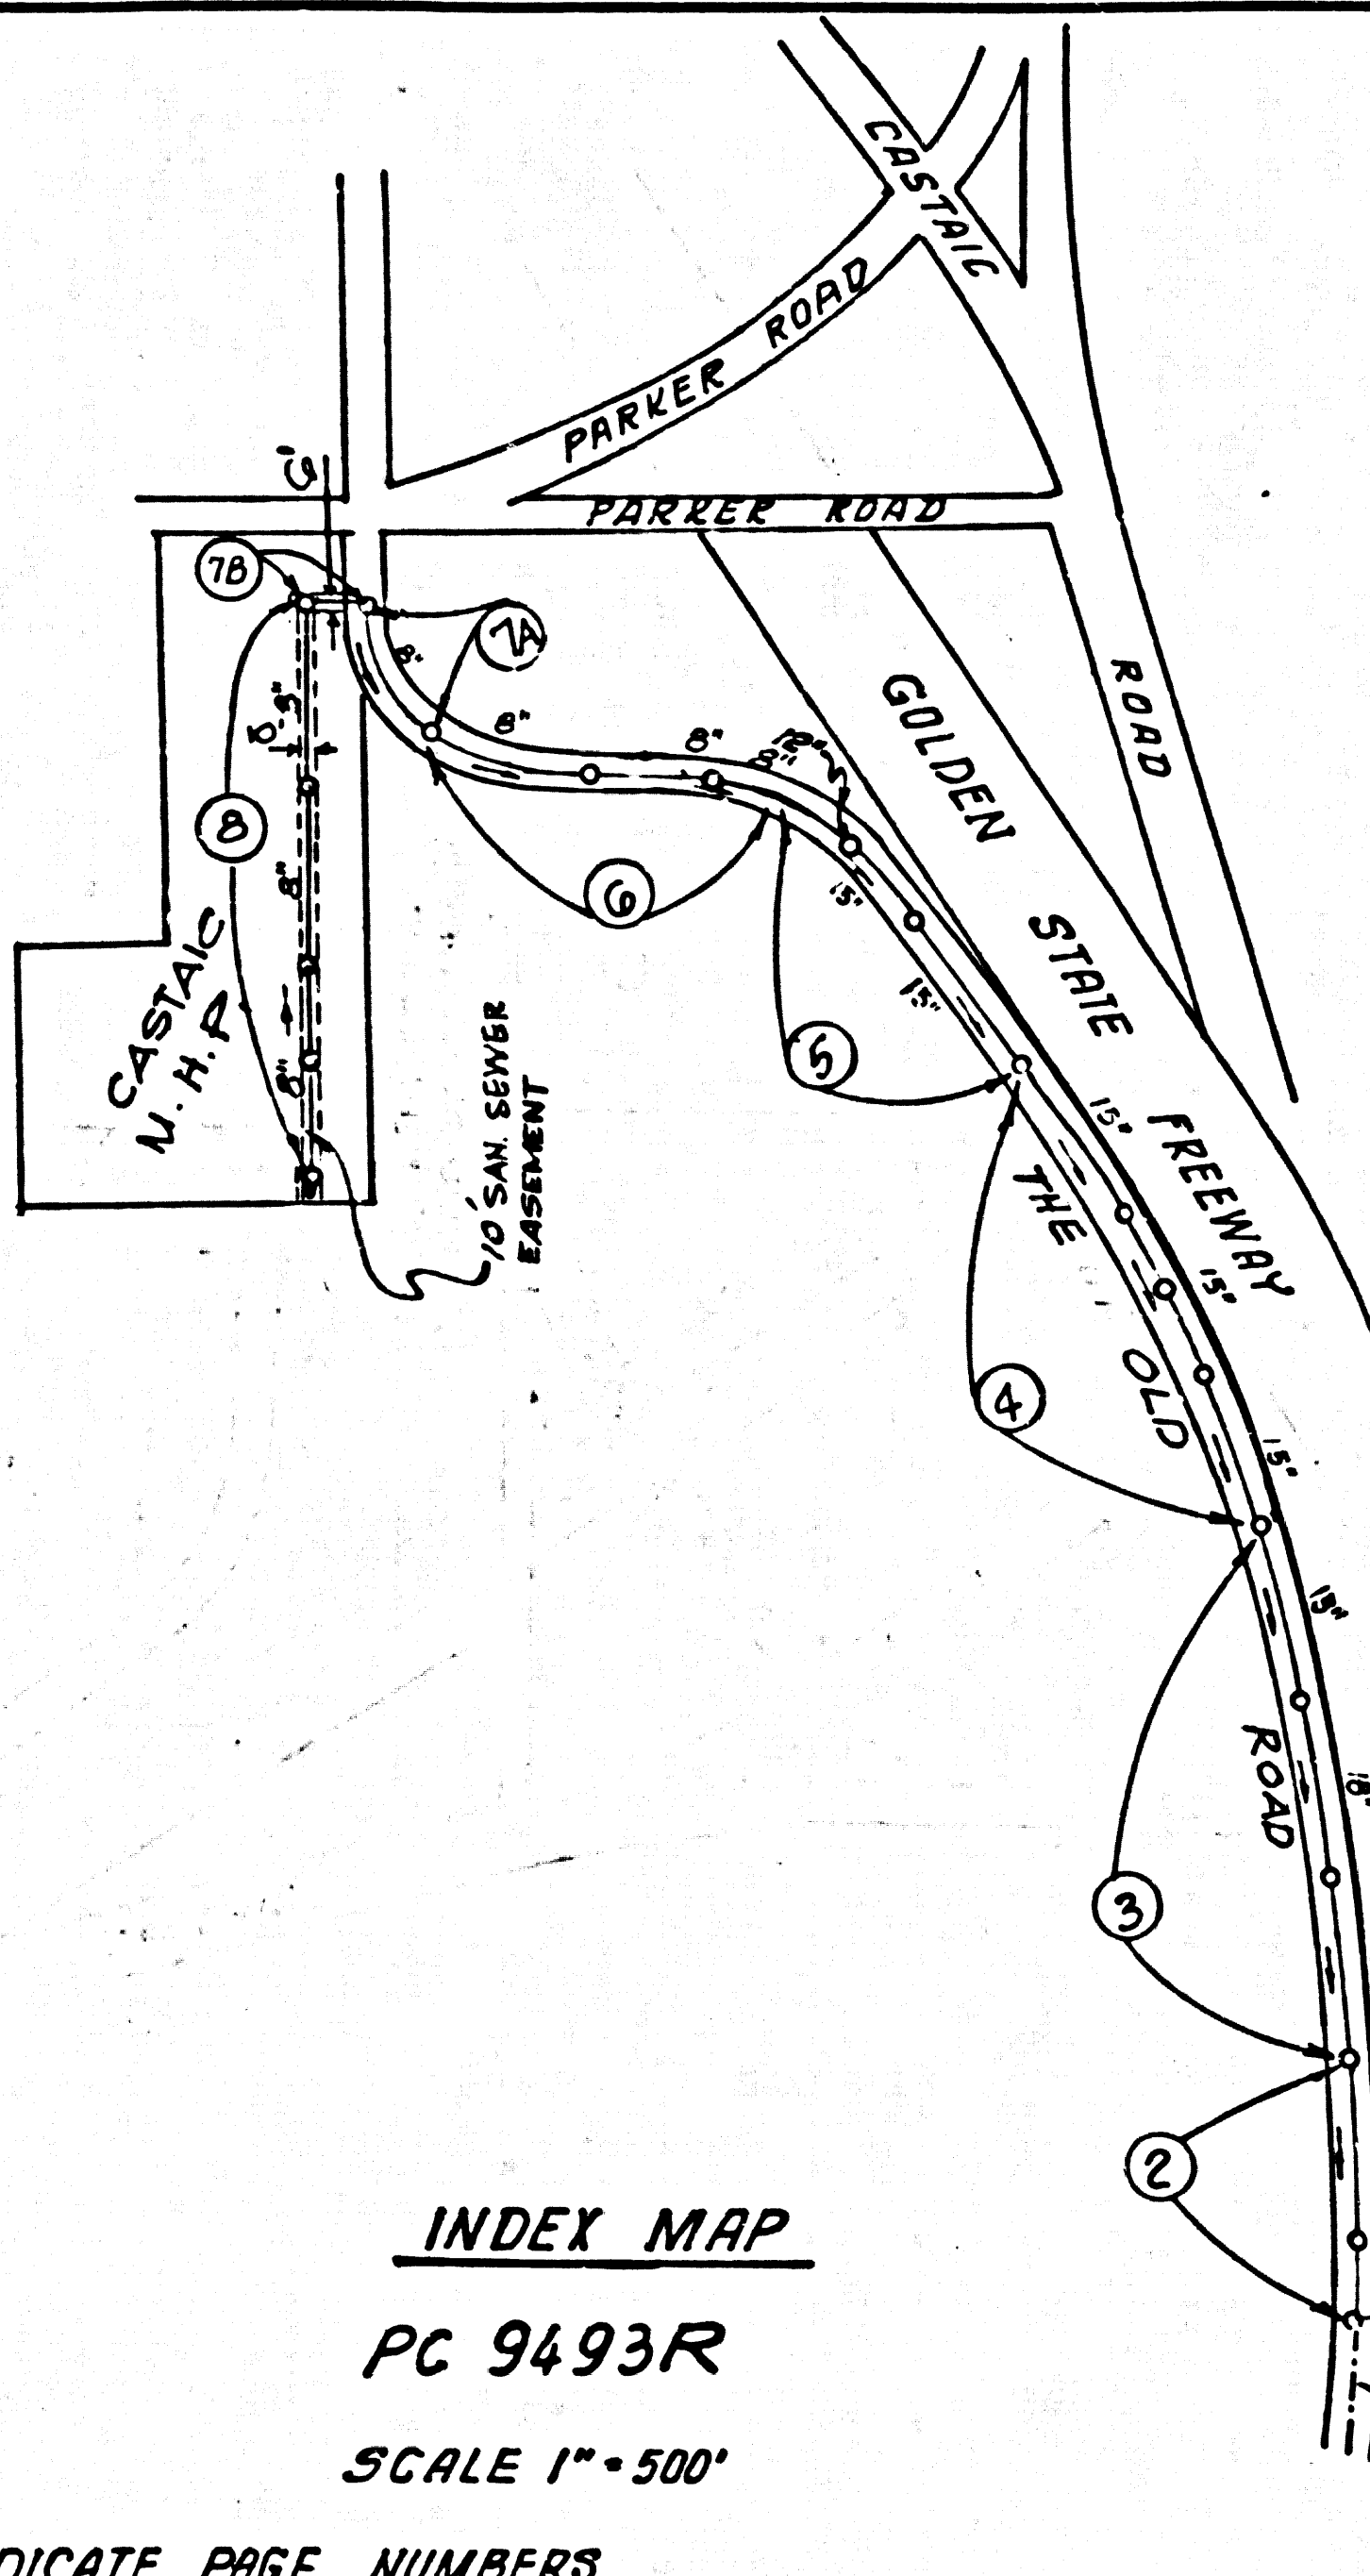 CASTAIC
ROAD
PARKER ROAD
PARKER ROAD
7B
7A
8"
8"
8"
8"
12"
GOLDEN STATE FREEWAY
8
8"
8"
6
15"
15"
CASTAIC
M. H. P
5
10' SAN. SEWER
EASEMENT
15"
15"
THE OLD ROAD
4
15"
15"
18"
3
2
INDEX MAP
PC 9493R
SCALE 1" = 500'
DICATE PAGE NUMBERS